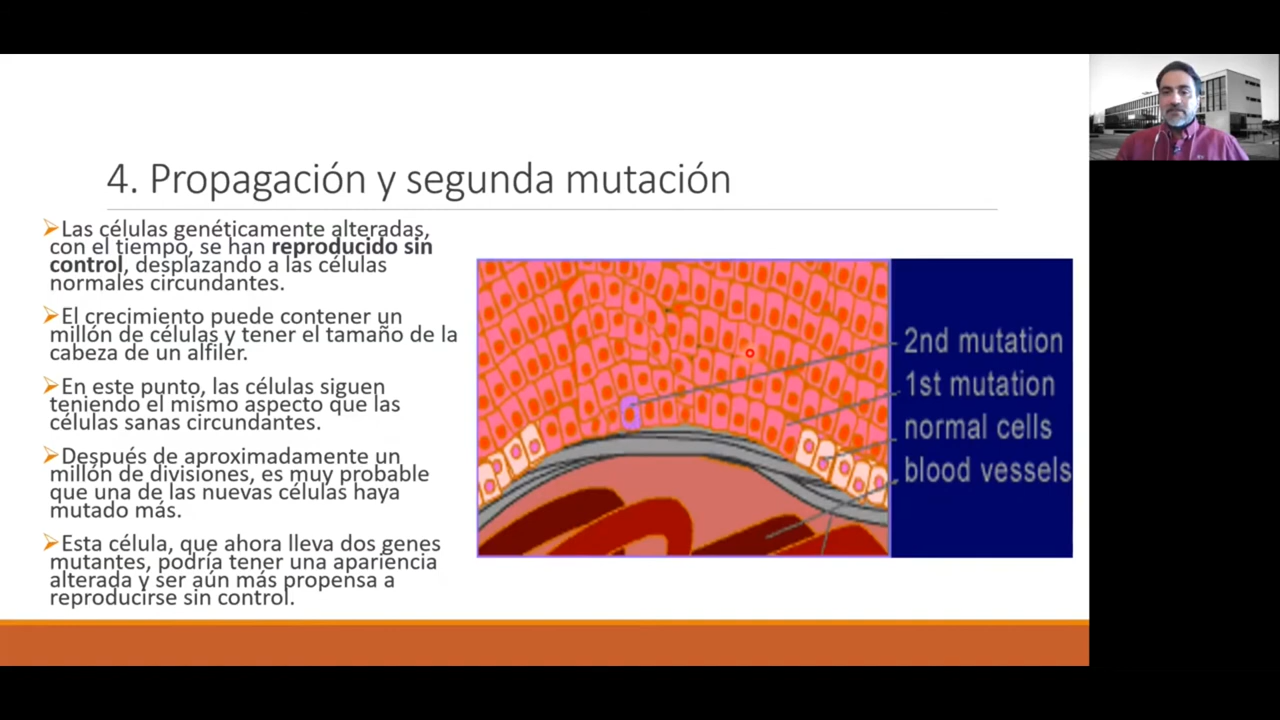 4. Propagación y segunda mutación
Las células genéticamente alteradas,
con el tiempo, se han reproducido sin
control, desplazando a las células
normales circundantes.
El crecimiento puede contener un
millón de células y tener el tamaño de la
cabeza de un alfiler.
En este punto, las células siguen
teniendo el mismo aspecto que las
células sanas circundantes.
Después de aproximadamente un
millón de divisiones, es muy probable
que una de las nuevas células haya
mutado más.
Esta célula, que ahora lleva dos genes
mutantes, podría tener una apariencia
alterada y ser aún más propensa a
reproducirse sin control.
2nd mutation
1st mutation
normal cells
blood vessels